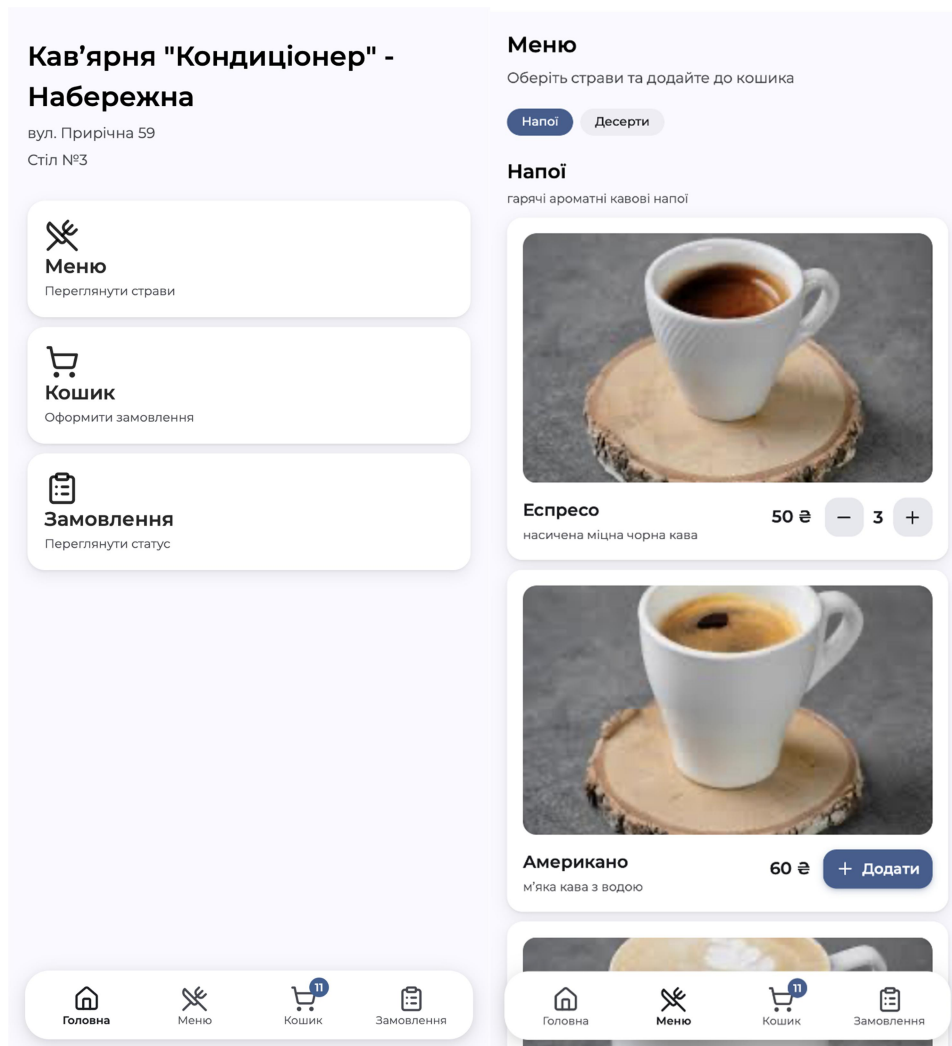 Кав’ярня "Кондиціонер" -
Набережна
вул. Прирічна 59
Стіл №3
Меню
Переглянути страви
Кошик
Оформити замовлення
Замовлення
Переглянути статус
Головна
Меню
11
Кошик
Замовлення
Меню
Оберіть страви та додайте до кошика
Напої
Десерти
Напої
гарячі ароматні кавові напої
Еспресо
насичена міцна чорна кава
50 ₴
3
Американо
м’яка кава з водою
60 ₴
+ Додати
Головна
Меню
11
Кошик
Замовлення